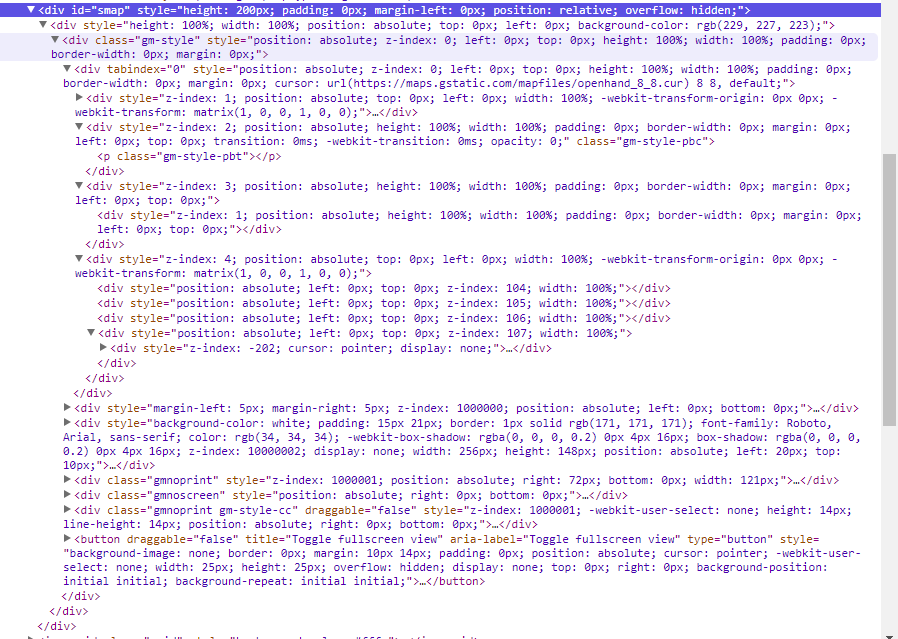 ▼<div id="smap" style="height: 200px; padding: 0px; margin-left: 0px; position: relative; overflow: hidden;">
▼<div style="height: 100%; width: 100%; position: absolute; top: 0px; left: 0px; background-color: rgb(229, 227, 223);">
▼<div class="gm-style" style="position: absolute; z-index: 0; left: 0px; top: 0px; height: 100%; width: 100%; padding: 0px;
border-width: 0px; margin: 0px;">
▼<div tabindex="0" style="position: absolute; z-index: 0; left: 0px; top: 0px; height: 100%; width: 100%; padding: 0px;
border-width: 0px; margin: 0px; cursor: url(https://maps.gstatic.com/mapfiles/openhand_8_8.cur) 8 8, default;">
▶<div style="z-index: 1; position: absolute; top: 0px; left: 0px; width: 100%; -webkit-transform-origin: 0px 0px; -
webkit-transform: matrix(1, 0, 0, 1, 0, 0);">…</div>
▼<div style="z-index: 2; position: absolute; height: 100%; width: 100%; padding: 0px; border-width: 0px; margin: 0px;
left: 0px; top: 0px; transition: 0ms; -webkit-transition: 0ms; opacity: 0;" class="gm-style-pbc">
<p class="gm-style-pbt"></p>
</div>
▼<div style="z-index: 3; position: absolute; height: 100%; width: 100%; padding: 0px; border-width: 0px; margin: 0px;
left: 0px; top: 0px;">
<div style="z-index: 1; position: absolute; height: 100%; width: 100%; padding: 0px; border-width: 0px; margin: 0px;
left: 0px; top: 0px;"></div>
</div>
▼<div style="z-index: 4; position: absolute; top: 0px; left: 0px; width: 100%; -webkit-transform-origin: 0px 0px; -
webkit-transform: matrix(1, 0, 0, 1, 0, 0);">
<div style="position: absolute; left: 0px; top: 0px; z-index: 104; width: 100%;"></div>
<div style="position: absolute; left: 0px; top: 0px; z-index: 105; width: 100%;"></div>
<div style="position: absolute; left: 0px; top: 0px; z-index: 106; width: 100%;"></div>
▼<div style="position: absolute; left: 0px; top: 0px; z-index: 107; width: 100%;">
▶<div style="z-index: -202; cursor: pointer; display: none;">…</div>
</div>
</div>
</div>
▶<div style="margin-left: 5px; margin-right: 5px; z-index: 1000000; position: absolute; left: 0px; bottom: 0px;">…</div>
▶<div style="background-color: white; padding: 15px 21px; border: 1px solid rgb(171, 171, 171); font-family: Roboto,
Arial, sans-serif; color: rgb(34, 34, 34); -webkit-box-shadow: rgba(0, 0, 0, 0.2) 0px 4px 16px; box-shadow: rgba(0, 0, 0,
0.2) 0px 4px 16px; z-index: 10000002; display: none; width: 256px; height: 148px; position: absolute; left: 20px; top:
10px;">…</div>
▶<div class="gmnoprint" style="z-index: 1000001; position: absolute; right: 72px; bottom: 0px; width: 121px;">…</div>
▶<div class="gmnoscreen" style="position: absolute; right: 0px; bottom: 0px;">…</div>
▶<div class="gmnoprint gm-style-cc" draggable="false" style="z-index: 1000001; -webkit-user-select: none; height: 14px;
line-height: 14px; position: absolute; right: 0px; bottom: 0px;">…</div>
▶<button draggable="false" title="Toggle fullscreen view" aria-label="Toggle fullscreen view" type="button" style=
"background-image: none; border: 0px; margin: 10px 14px; padding: 0px; position: absolute; cursor: pointer; -webkit-user-
select: none; width: 25px; height: 25px; overflow: hidden; display: none; top: 0px; right: 0px; background-position:
initial initial; background-repeat: initial initial;">…</button>
</div>
</div>
</div>